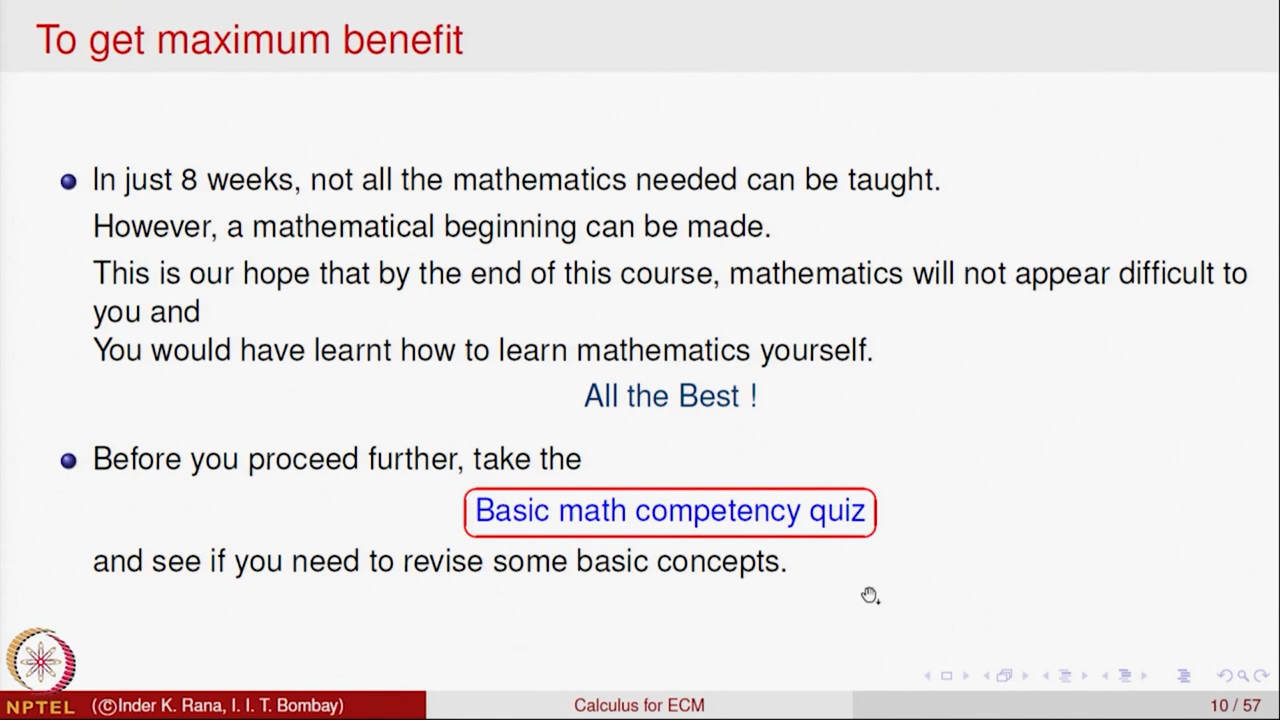 To get maximum benefit
In just 8 weeks, not all the mathematics needed can be taught.
However, a mathematical beginning can be made.
This is our hope that by the end of this course, mathematics will not appear difficult to
you and
You would have learnt how to learn mathematics yourself.
All the Best !
Before you proceed further, take the
Basic math competency quiz
and see if you need to revise some basic concepts.
NPTEL (©Inder K. Rana, I. I. T. Bombay) Calculus for ECM 10 / 57